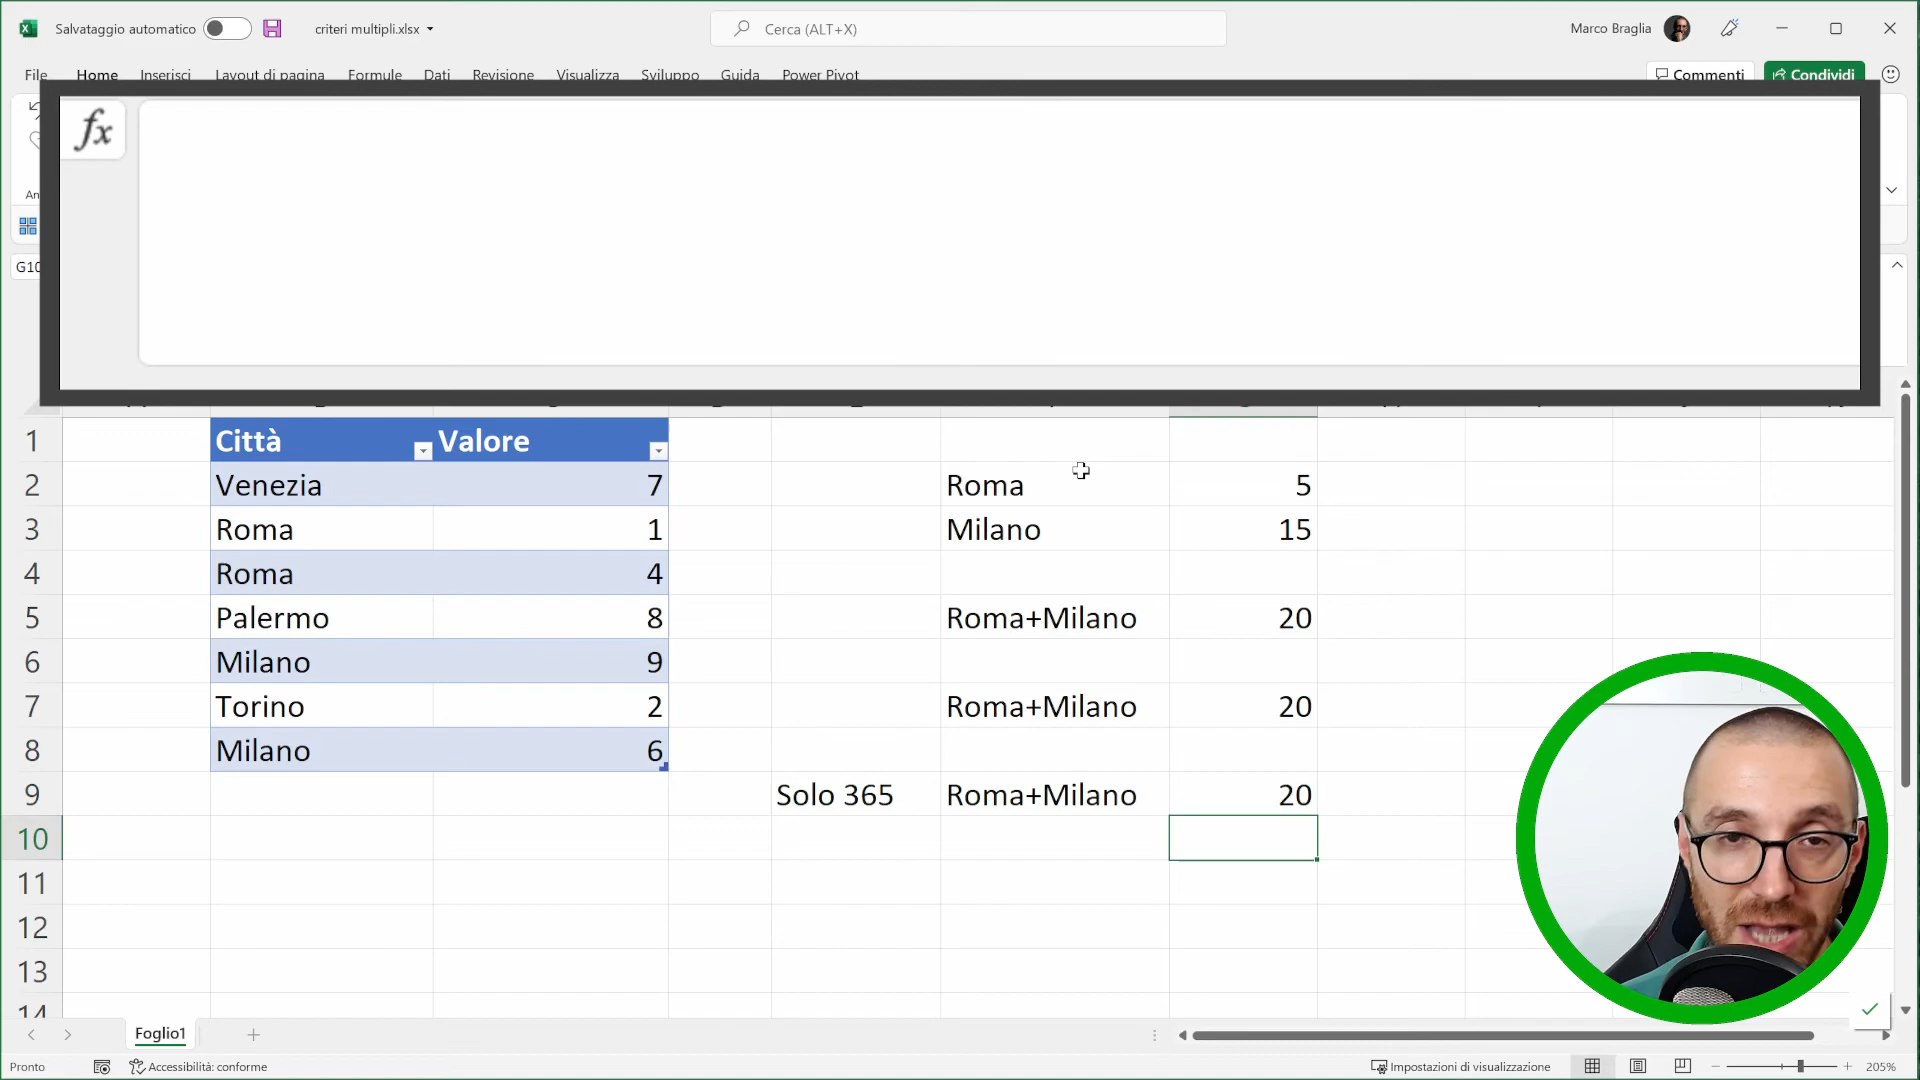 Salvataggio automatico
criteri multipli.xlsx
Cerca (ALT+X)
Marco Braglia
File Home Inserisci Layout di pagina Formule Dati Revisione Visualizza Sviluppo Guida Power Pivot
Commenti Condividi
fx
An
G10
1 Città Valore
2 Venezia 7 Roma 5
3 Roma 1 Milano 15
4 Roma 4
5 Palermo 8 Roma+Milano 20
6 Milano 9
7 Torino 2 Roma+Milano 20
8 Milano 6
9 Solo 365 Roma+Milano 20
10
11
12
13
14
Foglio1
Pronto Accessibilità: conforme Impostazioni di visualizzazione 205%